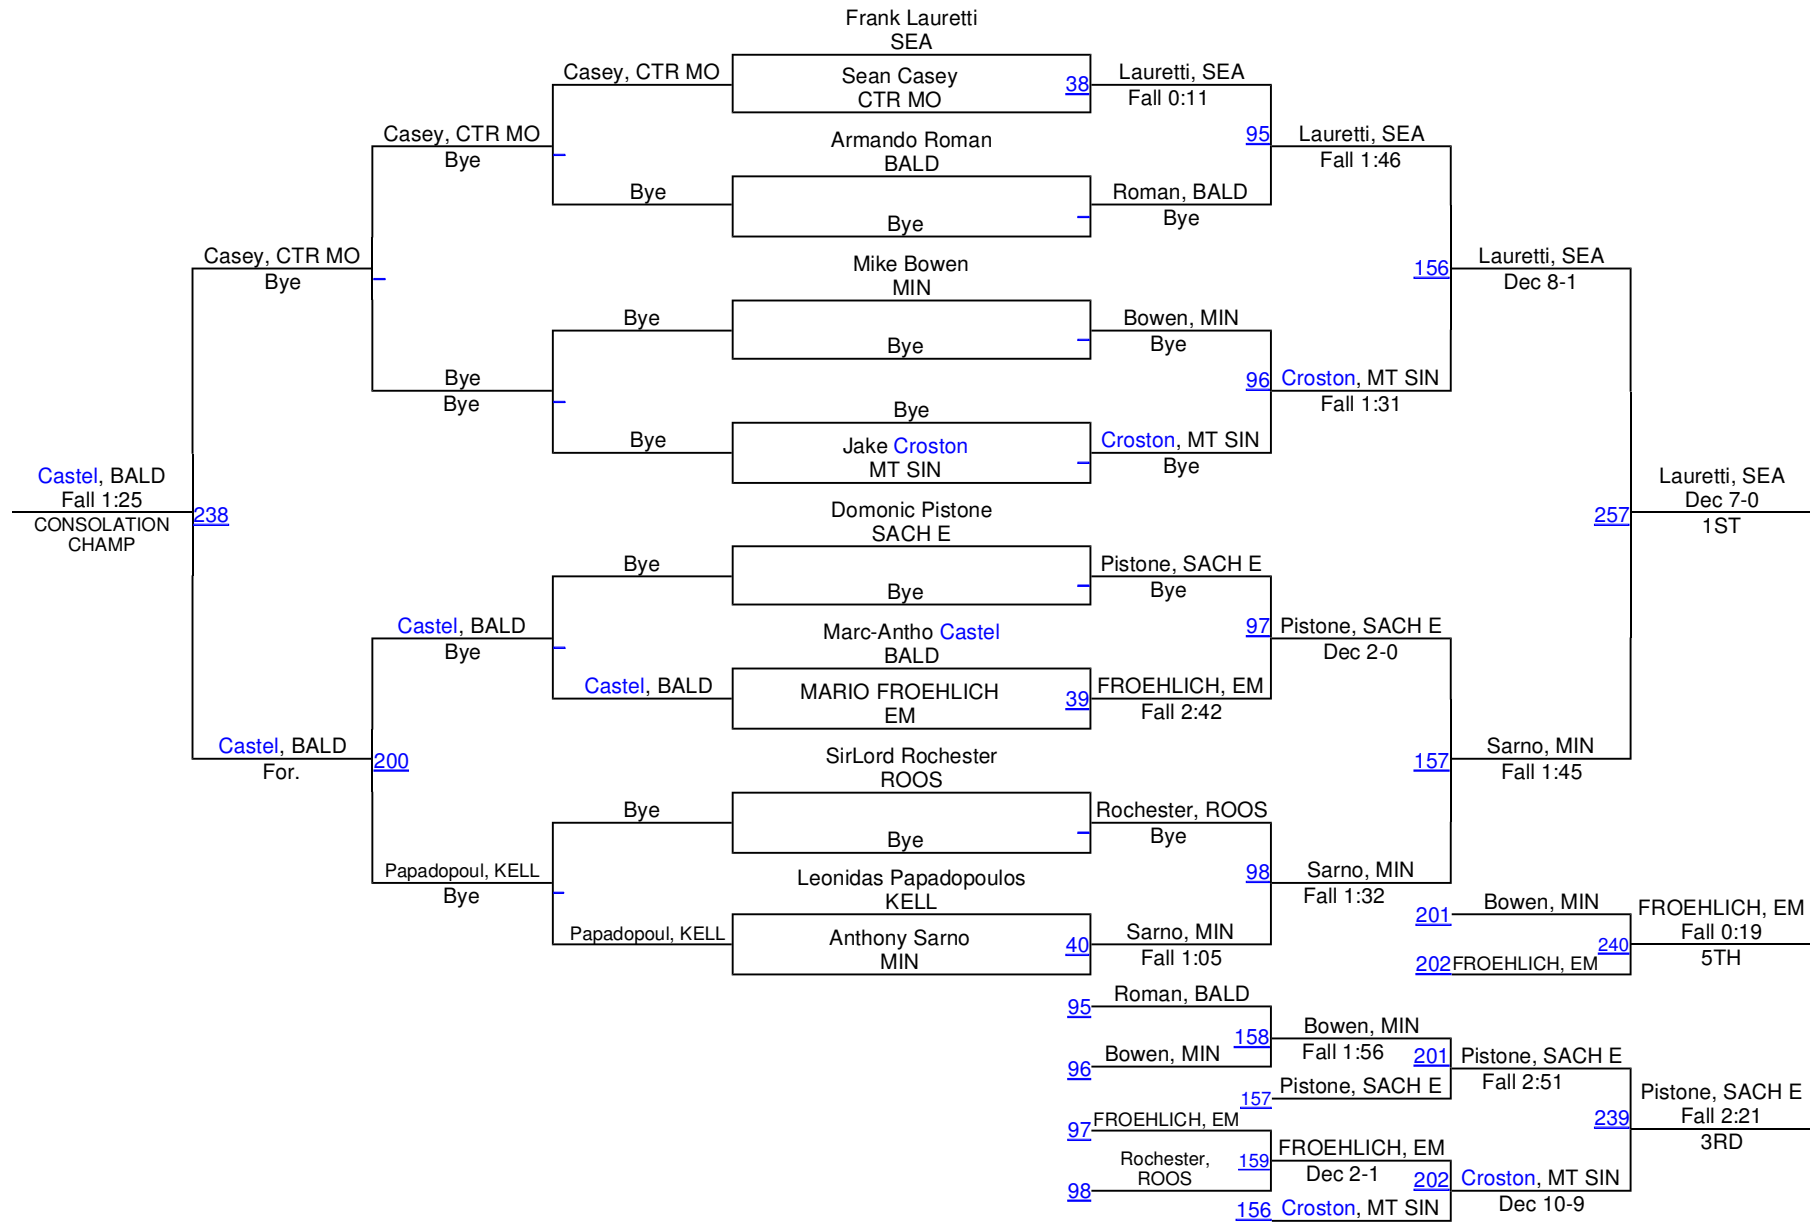 Frank Lauretti
SEA
Casey, CTR MO
Sean Casey
CTR MO
38
Lauretti, SEA
Fall 0:11
Casey, CTR MO
Bye
Armando Roman
BALD
95
Lauretti, SEA
Fall 1:46
Bye
Bye
Roman, BALD
Bye
Casey, CTR MO
Bye
Mike Bowen
MIN
156
Lauretti, SEA
Dec 8-1
Bye
Bye
Bowen, MIN
Bye
Bye
Bye
96
Croston, MT SIN
Fall 1:31
Bye
Bye
Jake Croston
MT SIN
Croston, MT SIN
Bye
Castel, BALD
Fall 1:25
CONSOLATION
CHAMP
238
Domonic Pistone
SACH E
257
Lauretti, SEA
Dec 7-0
1ST
Bye
Bye
Pistone, SACH E
Bye
Castel, BALD
Bye
Marc-Antho Castel
BALD
97
Pistone, SACH E
Dec 2-0
Castel, BALD
MARIO FROEHLICH
EM
39
FROEHLICH, EM
Fall 2:42
Castel, BALD
For.
200
SirLord Rochester
ROOS
157
Sarno, MIN
Fall 1:45
Bye
Bye
Rochester, ROOS
Bye
Papadopoul, KELL
Bye
Leonidas Papadopoulos
KELL
98
Sarno, MIN
Fall 1:32
Papadopoul, KELL
Anthony Sarno
MIN
40
Sarno, MIN
Fall 1:05
201
Bowen, MIN
202
FROEHLICH, EM
240
FROEHLICH, EM
Fall 0:19
5TH
95
Roman, BALD
96
Bowen, MIN
158
Bowen, MIN
Fall 1:56
157
Pistone, SACH E
201
Pistone, SACH E
Fall 2:51
97
FROEHLICH, EM
98
Rochester,
ROOS
159
FROEHLICH, EM
Dec 2-1
156
Croston, MT SIN
202
Croston, MT SIN
Dec 10-9
239
Pistone, SACH E
Fall 2:21
3RD